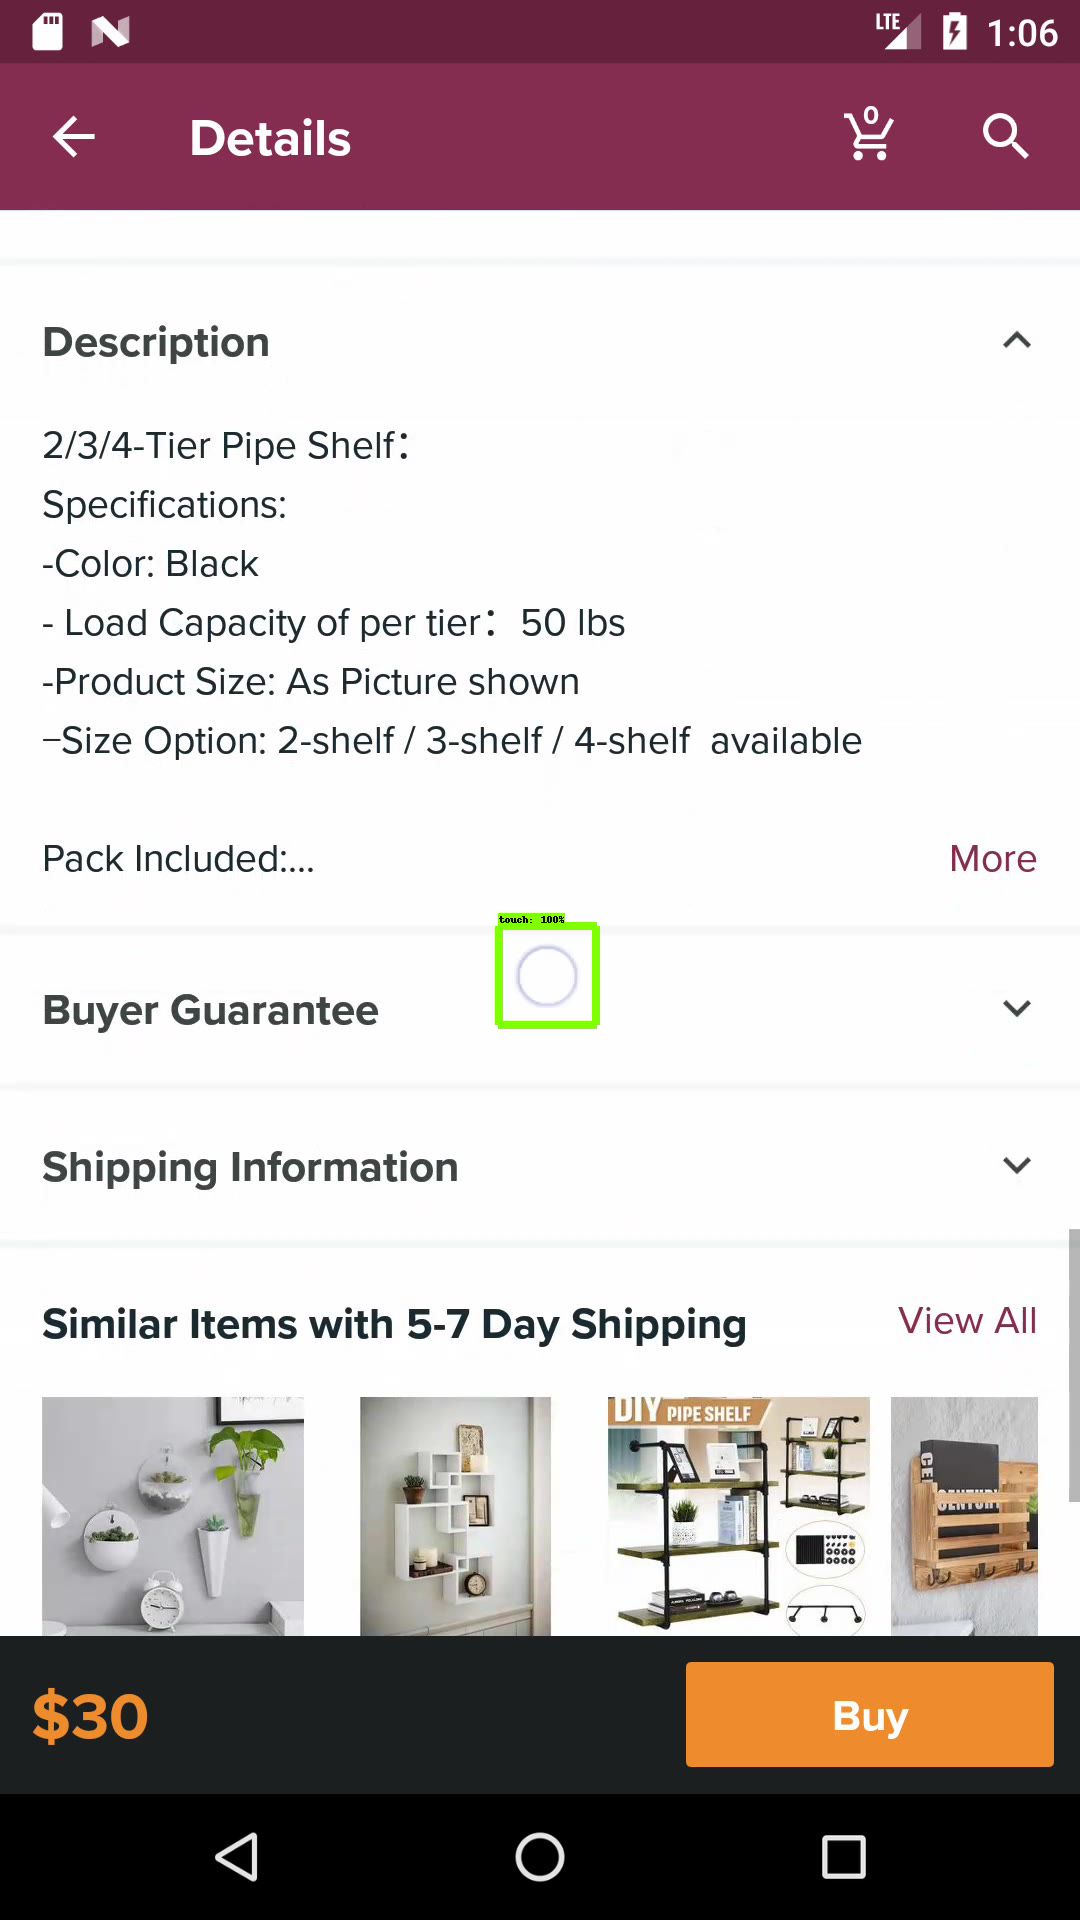 LTE 1:06
Details
0
Description
2/3/4-Tier Pipe Shelf：
Specifications:
-Color: Black
- Load Capacity of per tier：50 lbs
-Product Size: As Picture shown
–Size Option: 2-shelf / 3-shelf / 4-shelf  available
Pack Included:...
More
touch: 100%
Buyer Guarantee
Shipping Information
Similar Items with 5-7 Day Shipping
View All
DIY PIPE SHELF
CENTURY
$30
Buy